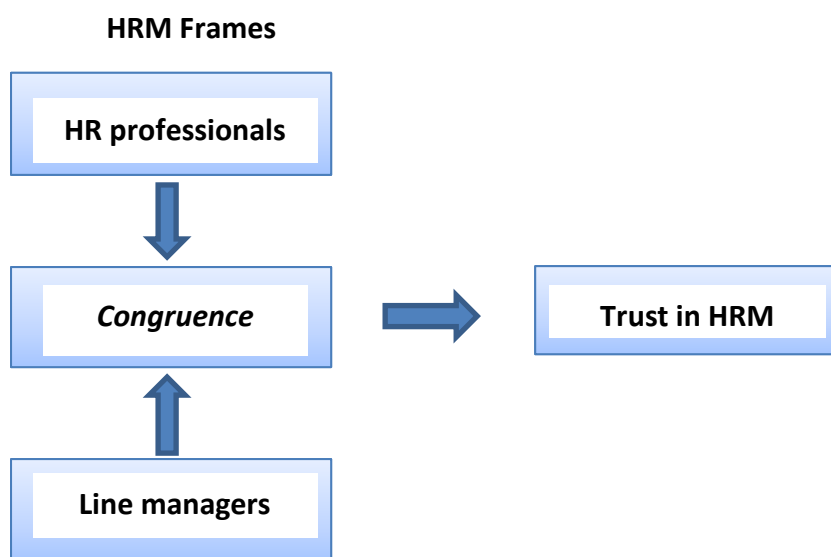 HRM Frames
HR professionals
Congruence
Trust in HRM
Line managers